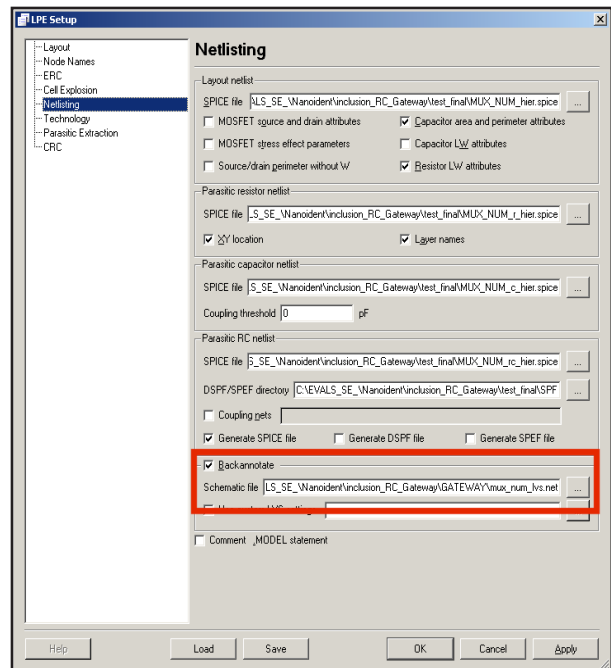 LPE Setup
Layout
Node Names
ERC
Cell Explosion
Netlisting
Technology
Parasitic Extraction
CRC
Netlisting
Layout netlist
SPICE file \ALS_SE_\Nanoident\inclusion_RC_Gateway\test_final\MUX_NUM_hier.spice ...
MOSFET source and drain attributes
Capacitor area and perimeter attributes
MOSFET stress effect parameters
Capacitor LW attributes
Source/drain perimeter without W
Resistor LW attributes
Parasitic resistor netlist
SPICE file LS_SE_\Nanoident\inclusion_RC_Gateway\test_final\MUX_NUM_r_hier.spice ...
XY location
Layer names
Parasitic capacitor netlist
SPICE file S_SE_\Nanoident\inclusion_RC_Gateway\test_final\MUX_NUM_c_hier.spice ...
Coupling threshold 0 pF
Parasitic RC netlist
SPICE file S_SE_\Nanoident\inclusion_RC_Gateway\test_final\MUX_NUM_rc_hier.spice ...
DSPF/SPEF directory C:\EVALS_SE_\Nanoident\inclusion_RC_Gateway\test_final\SPF ...
Coupling nets
Generate SPICE file
Generate DSPF file
Generate SPEF file
Backannotate
Schematic file LS_SE_\Nanoident\inclusion_RC_Gateway\GATEWAY\mux_num_lvs.net ...
Comment .MODEL statement
Help
Load
Save
OK
Cancel
Apply